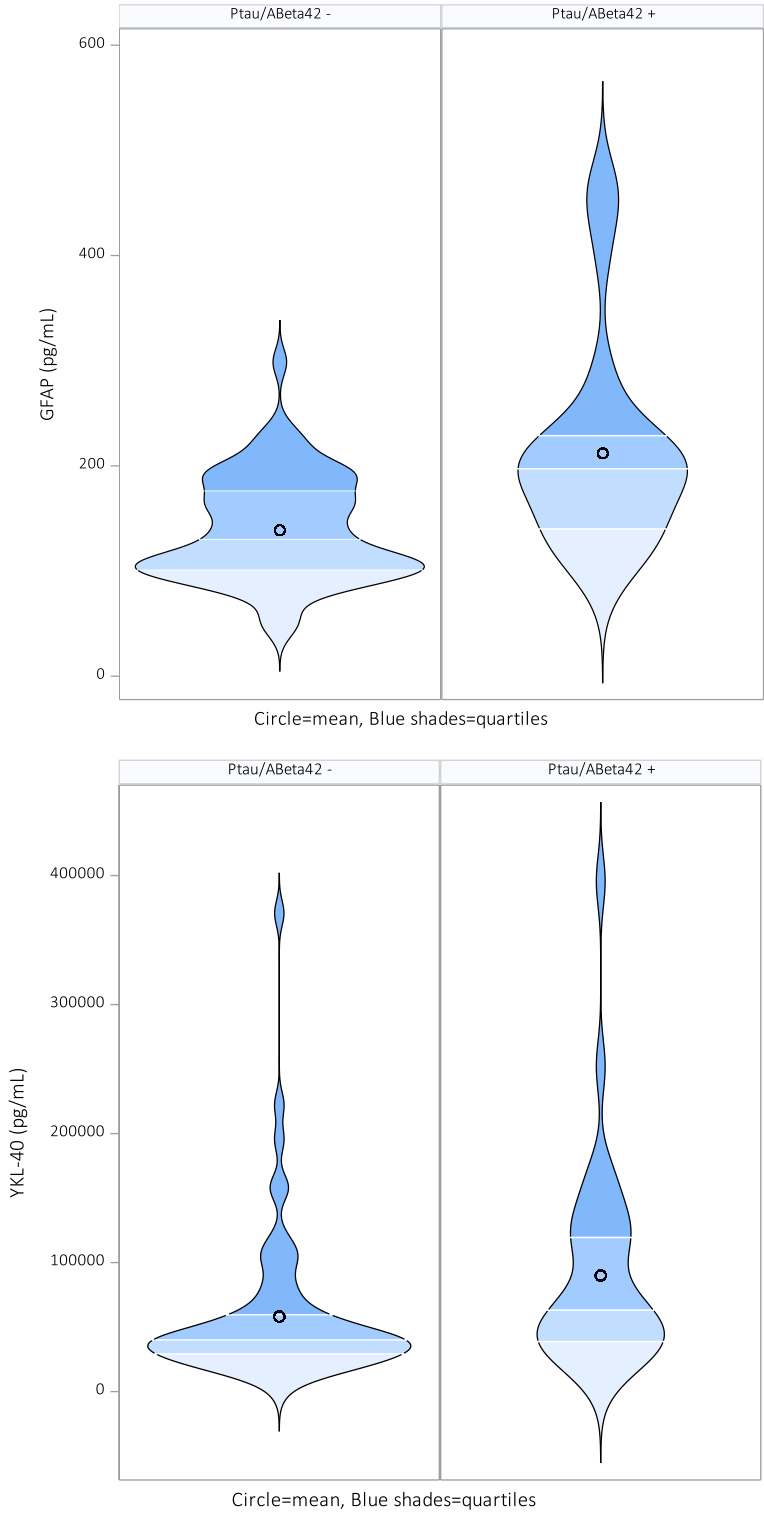 Ptau/ABeta42 -
Ptau/ABeta42 +
600
400
200
0
GFAP (pg/mL)
Circle=mean, Blue shades=quartiles
Ptau/ABeta42 -
Ptau/ABeta42 +
400000
300000
200000
100000
0
YKL-40 (pg/mL)
Circle=mean, Blue shades=quartiles